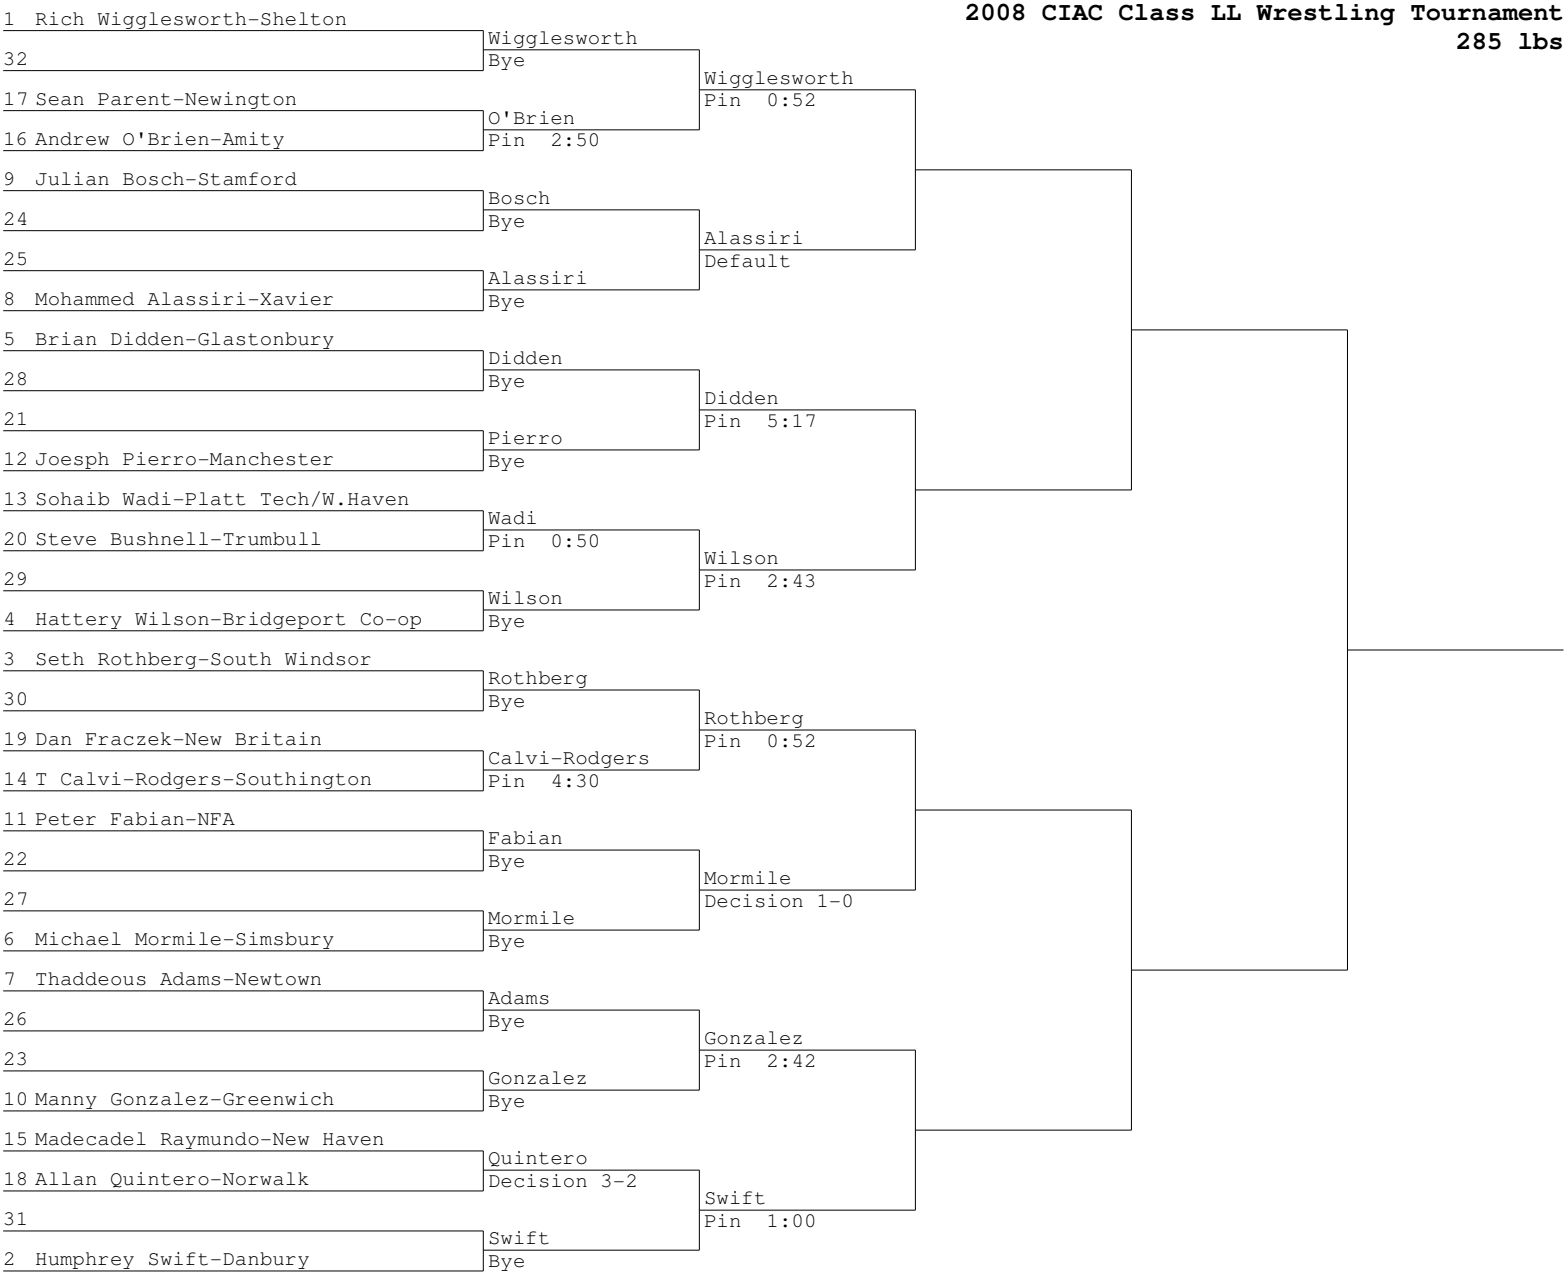 2008 CIAC Class LL Wrestling Tournament
285 lbs
1 Rich Wigglesworth-Shelton
Wigglesworth
32
Bye
Wigglesworth
17 Sean Parent-Newington
Pin 0:52
O'Brien
16 Andrew O'Brien-Amity
Pin 2:50
9 Julian Bosch-Stamford
Bosch
24
Bye
Alassiri
25
Default
Alassiri
8 Mohammed Alassiri-Xavier
Bye
5 Brian Didden-Glastonbury
Didden
28
Bye
Didden
21
Pin 5:17
Pierro
12 Joesph Pierro-Manchester
Bye
13 Sohaib Wadi-Platt Tech/W.Haven
Wadi
20 Steve Bushnell-Trumbull
Pin 0:50
Wilson
29
Pin 2:43
Wilson
4 Hattery Wilson-Bridgeport Co-op
Bye
3 Seth Rothberg-South Windsor
Rothberg
30
Bye
Rothberg
19 Dan Fraczek-New Britain
Pin 0:52
Calvi-Rodgers
14 T Calvi-Rodgers-Southington
Pin 4:30
11 Peter Fabian-NFA
Fabian
22
Bye
Mormile
27
Decision 1-0
Mormile
6 Michael Mormile-Simsbury
Bye
7 Thaddeous Adams-Newtown
Adams
26
Bye
Gonzalez
23
Pin 2:42
Gonzalez
10 Manny Gonzalez-Greenwich
Bye
15 Madecadel Raymundo-New Haven
Quintero
18 Allan Quintero-Norwalk
Decision 3-2
Swift
31
Pin 1:00
Swift
2 Humphrey Swift-Danbury
Bye